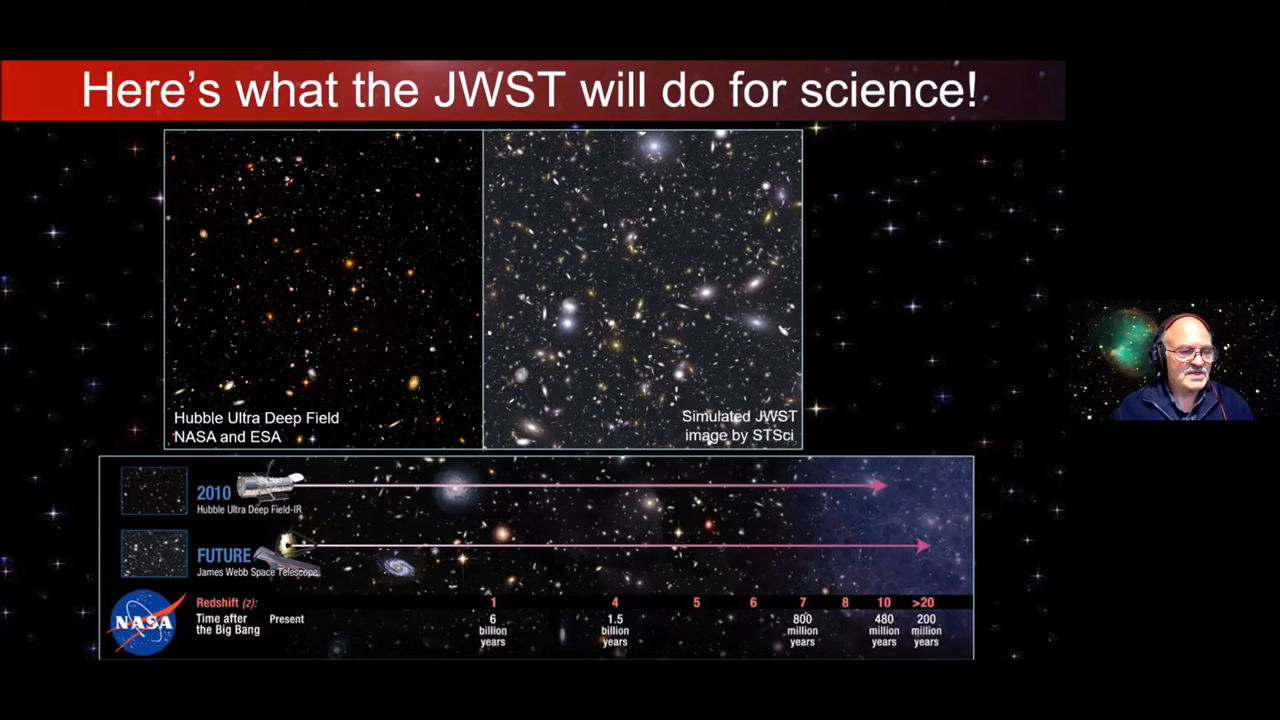 Here's what the JWST will do for science!
Hubble Ultra Deep Field
NASA and ESA
Simulated JWST
image by STSci
2010
Hubble Ultra Deep Field-IR
FUTURE
James Webb Space Telescope
NASA
Redshift (z): 1 4 5 6 7 8 10 >20
Time after
the Big Bang
Present
6
billion
years
1.5
billion
years
800
million
years
480
million
years
200
million
years